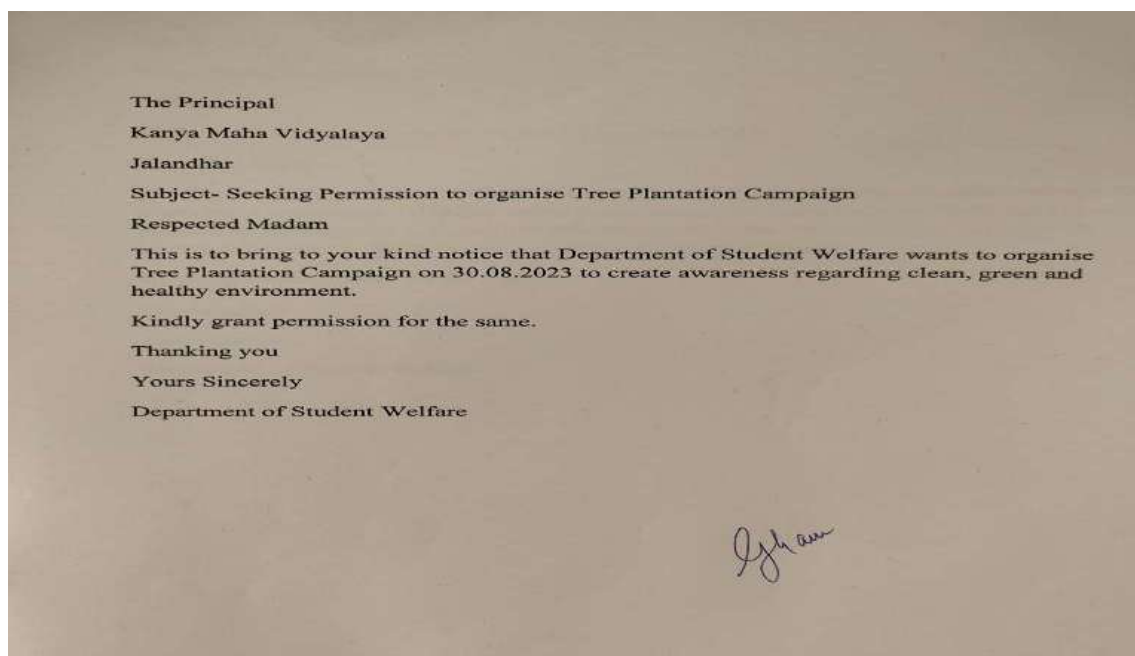 The Principal
Kanya Maha Vidyalaya
Jalandhar
Subject- Seeking Permission to organise Tree Plantation Campaign
Respected Madam
This is to bring to your kind notice that Department of Student Welfare wants to organise
Tree Plantation Campaign on 30.08.2023 to create awareness regarding clean, green and
healthy environment.
Kindly grant permission for the same.
Thanking you
Yours Sincerely
Department of Student Welfare